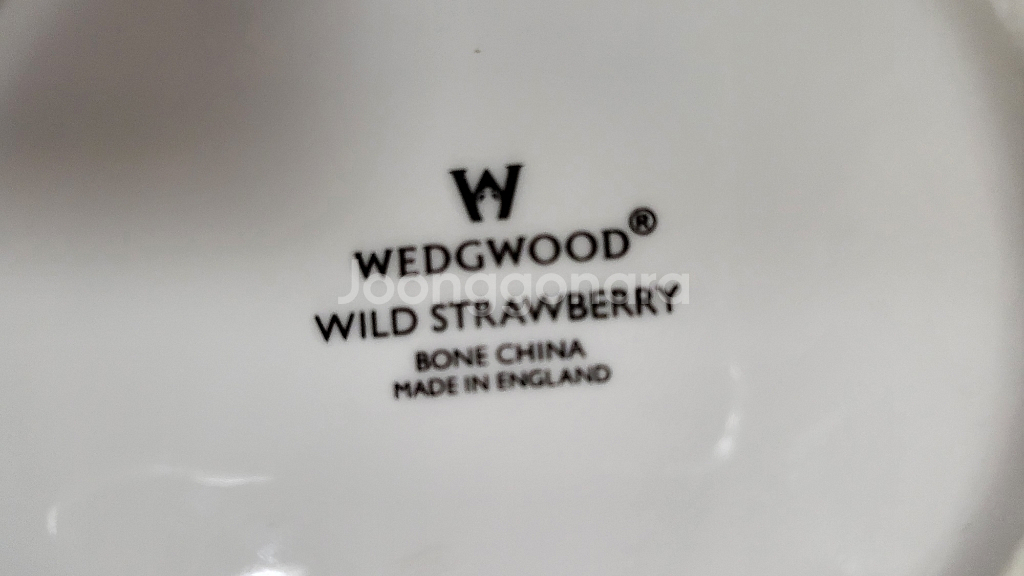 W
WEDGWOOD®
Joonggonara
WILD STRAWBERRY
BONE CHINA
MADE IN ENGLAND